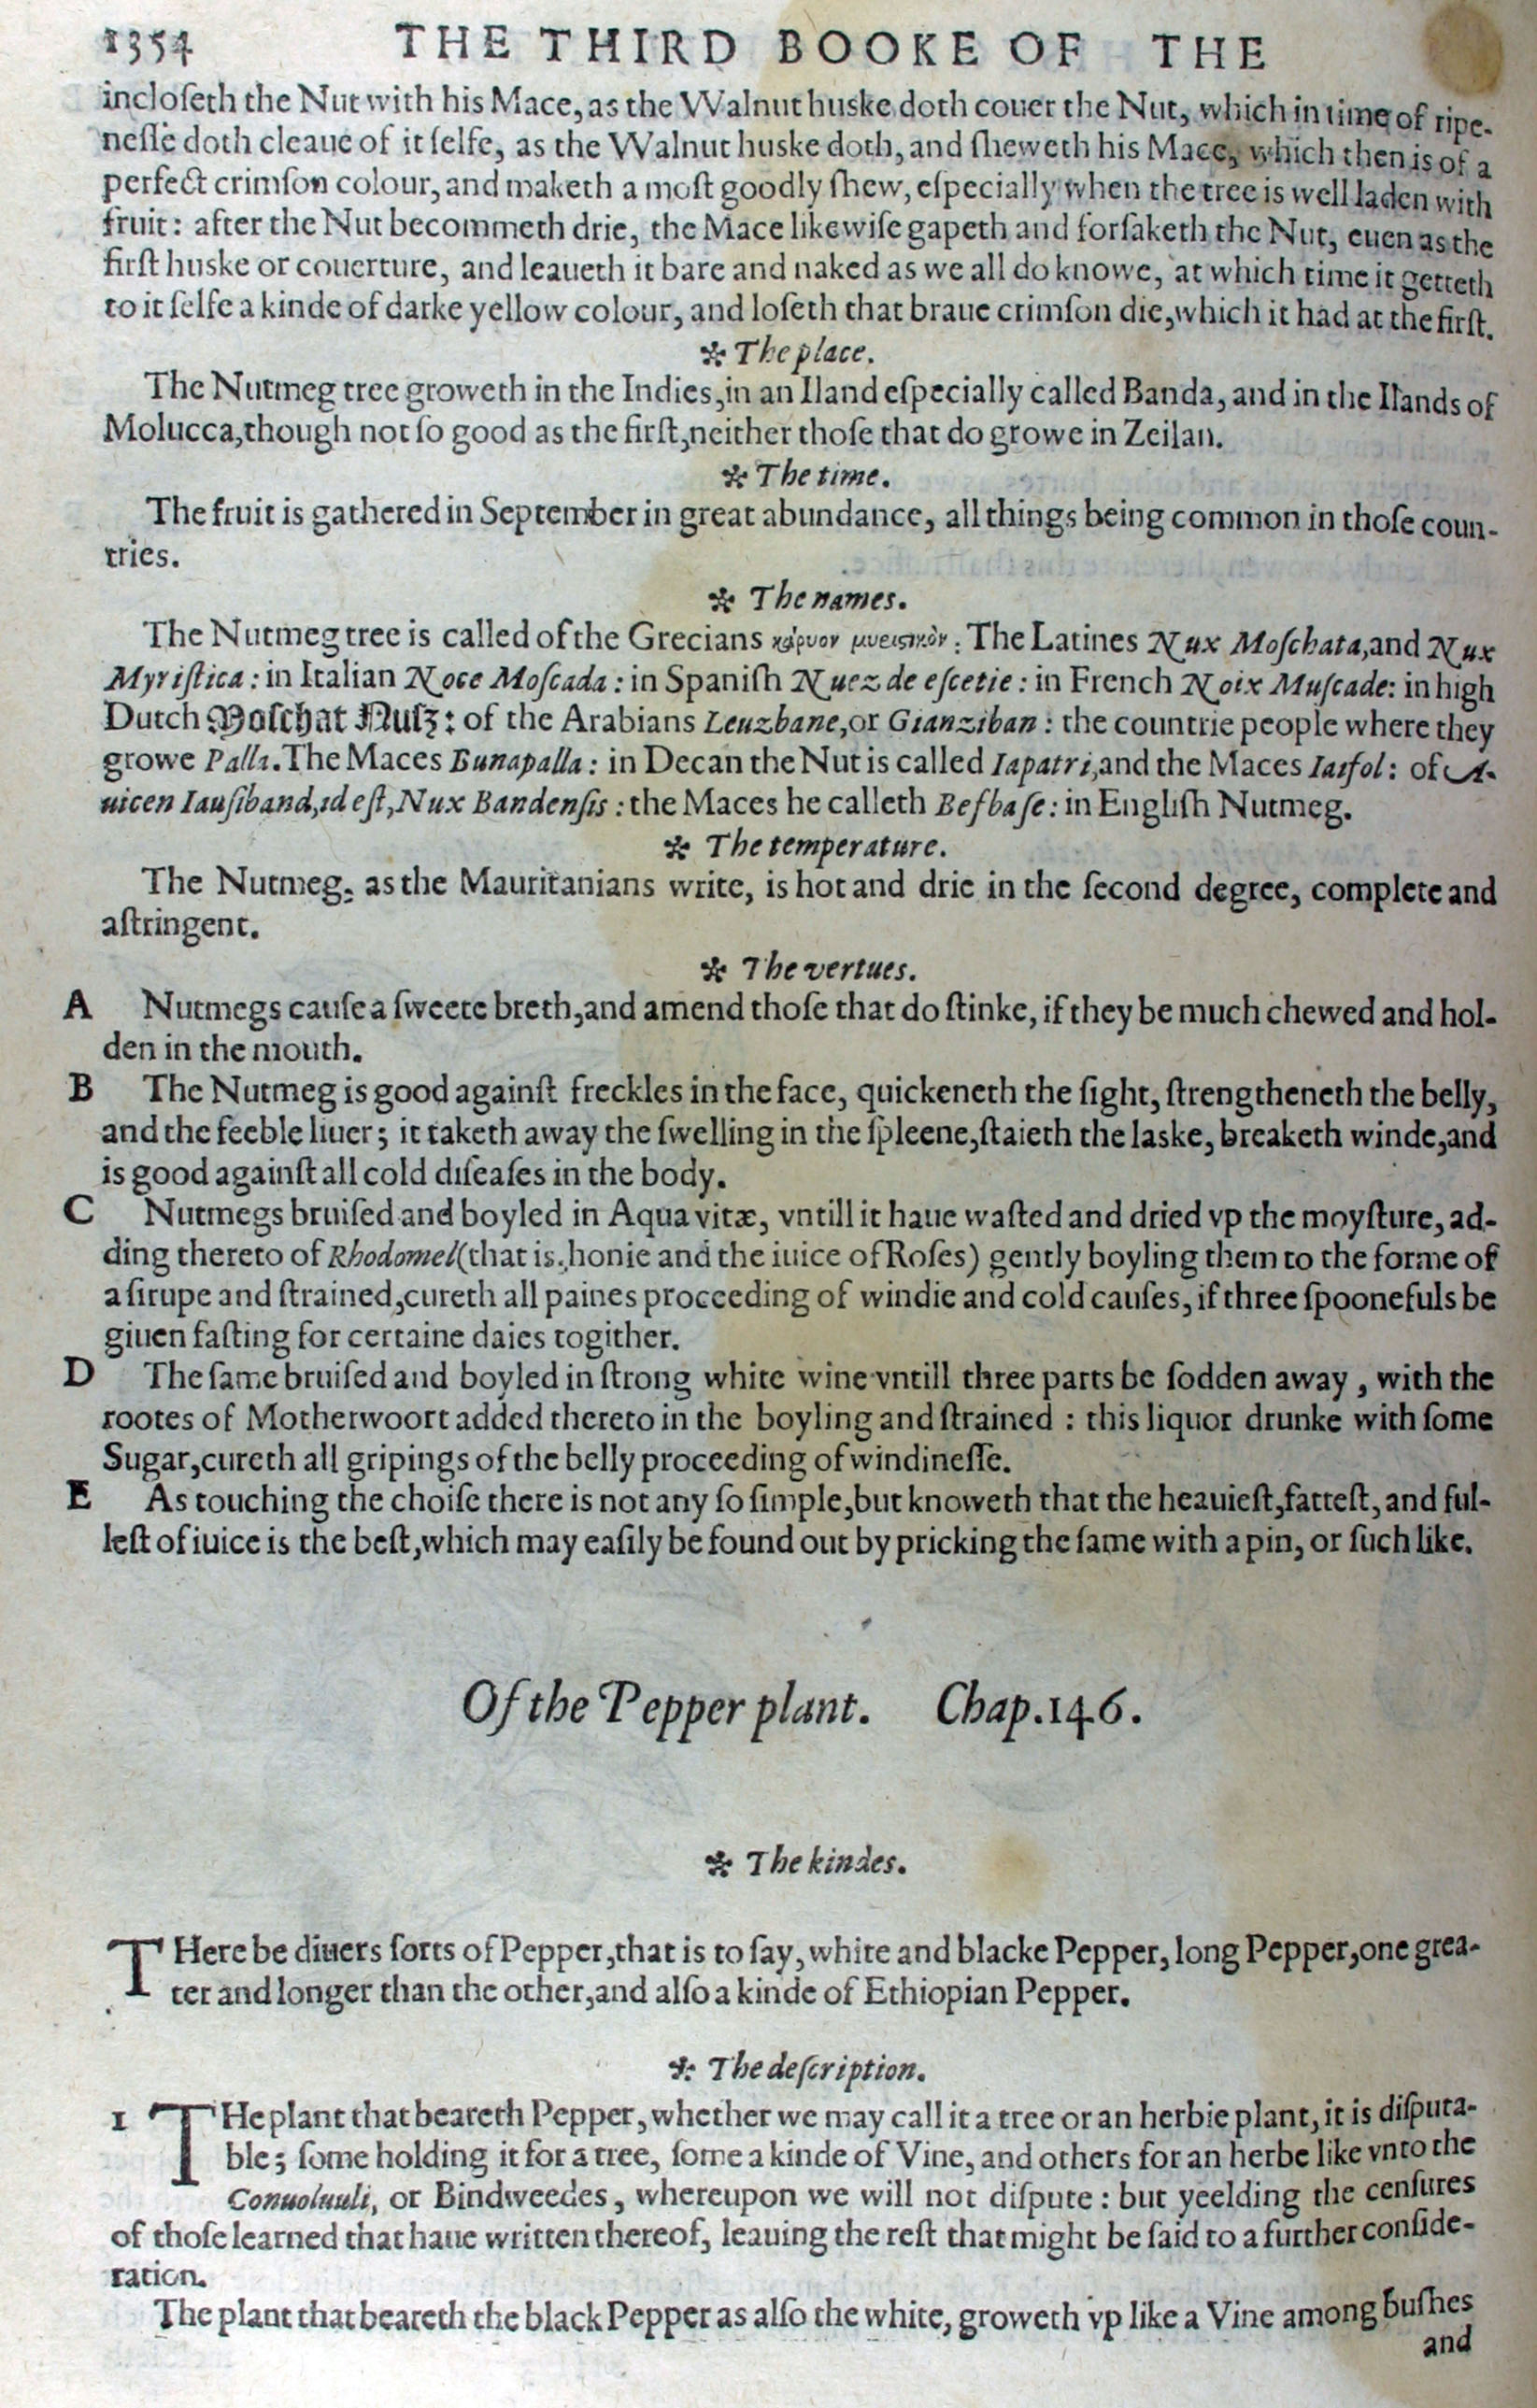 1354 THE THIRD BOOKE OF THE
incloſeth the Nut with his Mace, as the Walnut huske doth couer the Nut, which in time of ripe-
neſſe doth cleaue of it ſelfe, as the Walnut huske doth, and ſheweth his Mace, which then is of a
perfect crimſon colour, and maketh a moſt goodly ſhew, eſpecially when the tree is well laden with
fruit: after the Nut becommeth drie, the Mace likewiſe gapeth and forſaketh the Nut, euen as the
firſt huske or couerture, and leaueth it bare and naked as we all do knowe, at which time it getteth
to it ſelfe a kinde of darke yellow colour, and loſeth that braue crimſon die, which it had at the firſt.
❊ The place.
The Nutmeg tree groweth in the Indies, in an Iland eſpecially called Banda, and in the Ilands of
Molucca, though not ſo good as the firſt, neither thoſe that do growe in Zeilan.
❊ The time.
The fruit is gathered in September in great abundance, all things being common in thoſe coun-
tries.
❊ The names.
The Nutmeg tree is called of the Grecians κάρυον μυριστικὸν: The Latines Nux Moſchata, and Nux
Myriſtica: in Italian Noce Moſcada: in Spaniſh Nuez de eſcetie: in French Noix Muſcade: in high
Dutch Moſchat Nuſz: of the Arabians Leuzbane, or Gianziban: the countrie people where they
growe Palla. The Maces Bunapalla: in Decan the Nut is called Iapatri, and the Maces Iaiſol: of A-
uicen Iauſiband, id eſt, Nux Bandenſis: the Maces he calleth Beſbaſe: in Engliſh Nutmeg.
❊ The temperature.
The Nutmeg, as the Mauritanians write, is hot and drie in the ſecond degree, complete and
aſtringent.
❊ The vertues.
A Nutmegs cauſe a ſweete breth, and amend thoſe that do ſtinke, if they be much chewed and hol-
den in the mouth.
B The Nutmeg is good againſt freckles in the face, quickeneth the ſight, ſtrengtheneth the belly,
and the feeble liuer; it taketh away the ſwelling in the ſpleene, ſtaieth the laske, breaketh winde, and
is good againſt all cold diſeaſes in the body.
C Nutmegs bruiſed and boyled in Aqua vitæ, vntill it haue waſted and dried vp the moyſture, ad-
ding thereto of Rhodomel (that is, honie and the iuice of Roſes) gently boyling them to the forme of
a ſirupe and ſtrained, cureth all paines proceeding of windie and cold cauſes, if three ſpoonefuls be
giuen faſting for certaine daies togither.
D The ſame bruiſed and boyled in ſtrong white wine vntill three parts be ſodden away, with the
rootes of Motherwoort added thereto in the boyling and ſtrained: this liquor drunke with ſome
Sugar, cureth all gripings of the belly proceeding of windineſſe.
E As touching the choiſe there is not any ſo ſimple, but knoweth that the heauieſt, fatteſt, and ful-
leſt of iuice is the beſt, which may eaſily be found out by pricking the ſame with a pin, or ſuch like.
Of the Pepper plant. Chap. 146.
❊ The kindes.
THere be diuers ſorts of Pepper, that is to ſay, white and blacke Pepper, long Pepper, one grea-
ter and longer than the other, and alſo a kinde of Ethiopian Pepper.
❊ The deſcription.
1 THe plant that beareth Pepper, whether we may call it a tree or an herbie plant, it is diſputa-
ble; ſome holding it for a tree, ſome a kinde of Vine, and others for an herbe like vnto the
Conuoluuli, or Bindweedes, whereupon we will not diſpute: but yeelding the cenſures
of thoſe learned that haue written thereof, leauing the reſt that might be ſaid to a further conſide-
ration.
The plant that beareth the black Pepper as alſo the white, groweth vp like a Vine among buſhes
and